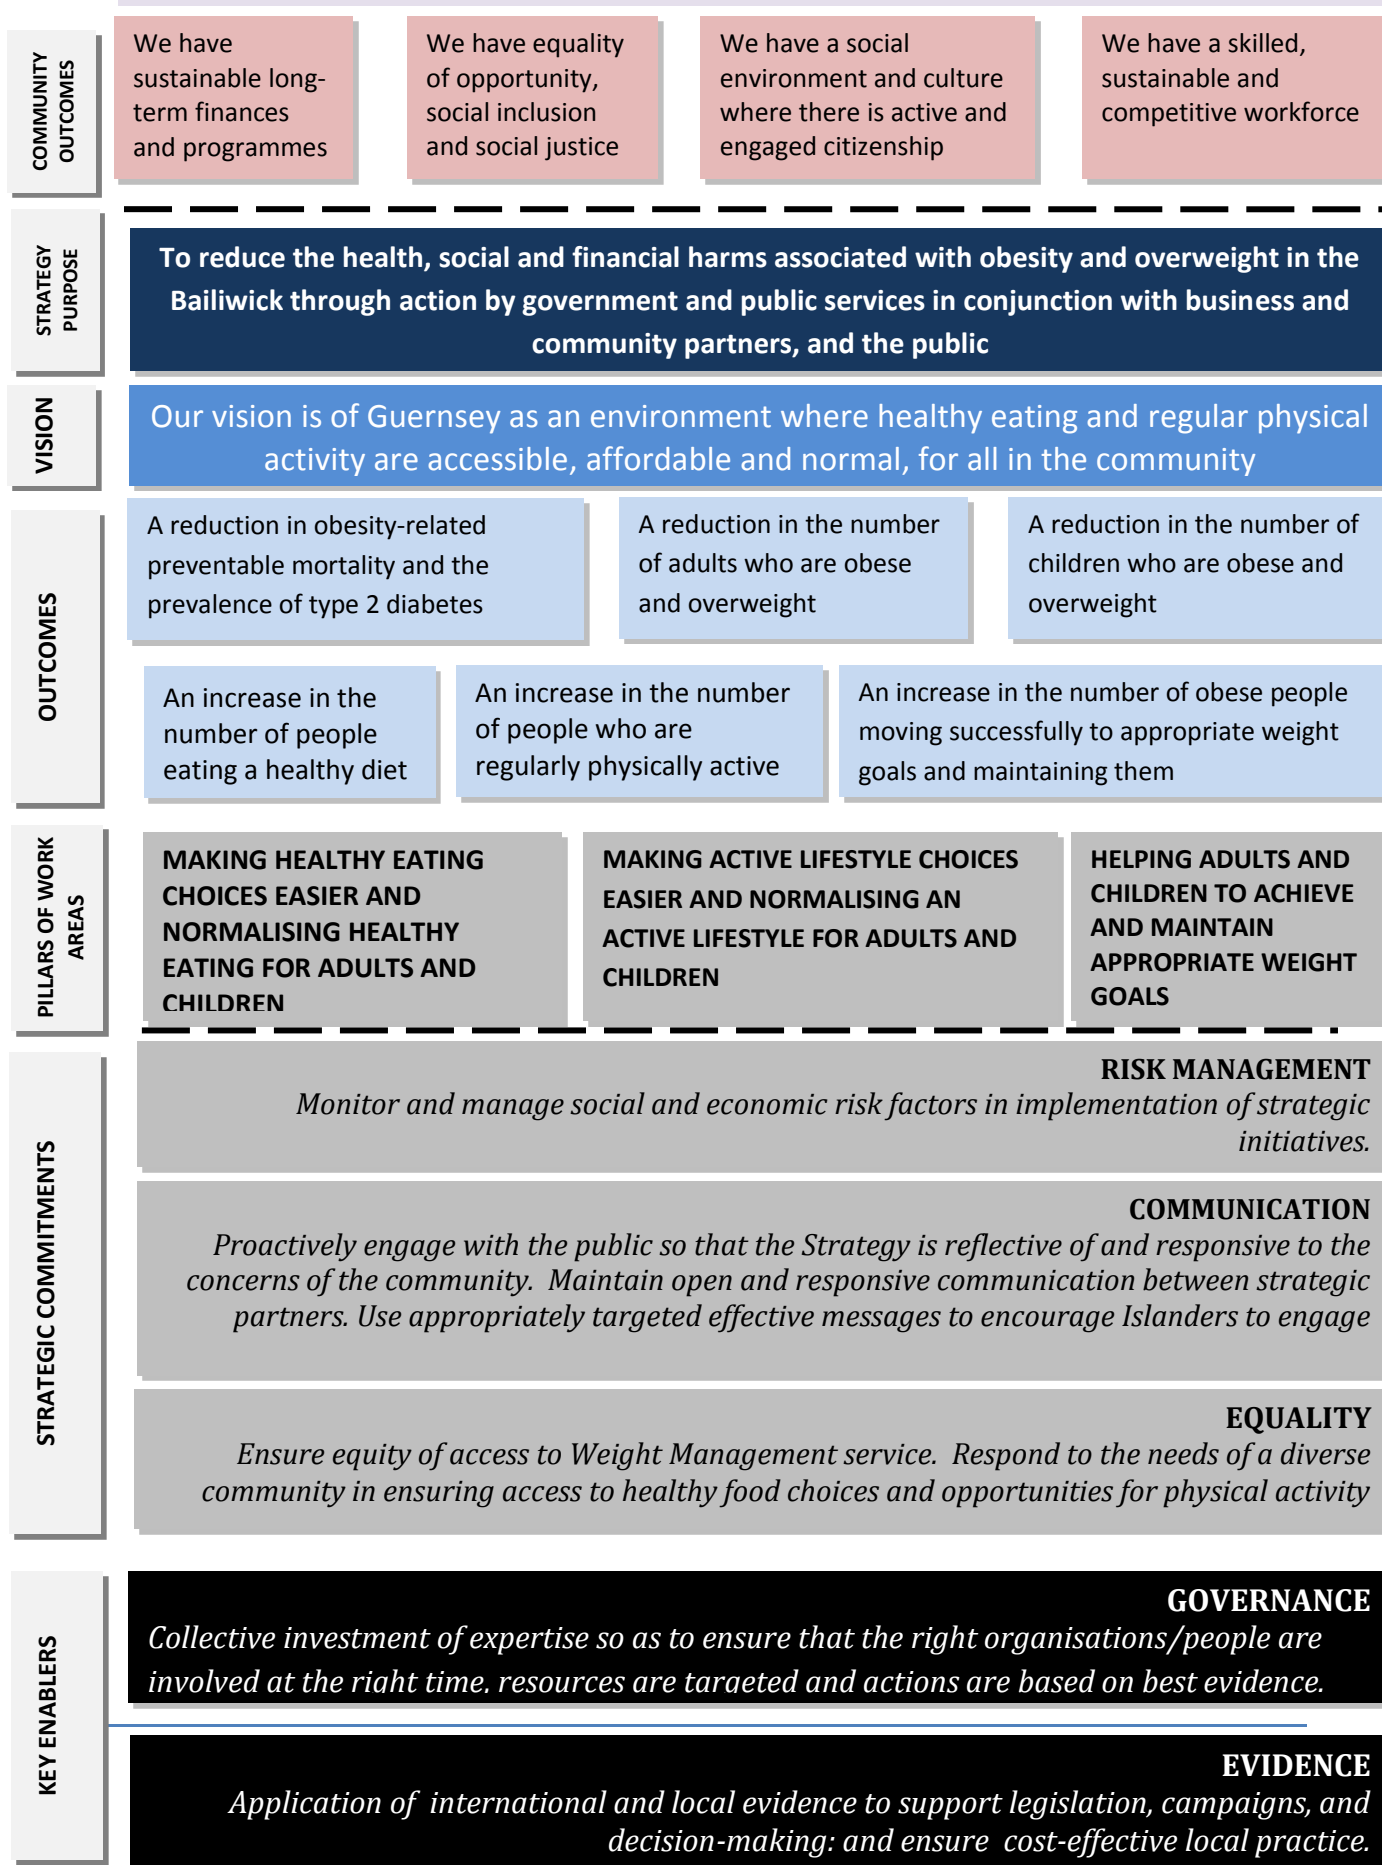 COMMUNITY
OUTCOMES
We have
sustainable long-
term finances
and programmes
We have equality
of opportunity,
social inclusion
and social justice
We have a social
environment and culture
where there is active and
engaged citizenship
We have a skilled,
sustainable and
competitive workforce
STRATEGY
PURPOSE
To reduce the health, social and financial harms associated with obesity and overweight in the
Bailiwick through action by government and public services in conjunction with business and
community partners, and the public
VISION
Our vision is of Guernsey as an environment where healthy eating and regular physical
activity are accessible, affordable and normal, for all in the community
OUTCOMES
A reduction in obesity-related
preventable mortality and the
prevalence of type 2 diabetes
A reduction in the number
of adults who are obese
and overweight
A reduction in the number of
children who are obese and
overweight
An increase in the
number of people
eating a healthy diet
An increase in the number
of people who are
regularly physically active
An increase in the number of obese people
moving successfully to appropriate weight
goals and maintaining them
PILLARS OF WORK
AREAS
MAKING HEALTHY EATING
CHOICES EASIER AND
NORMALISING HEALTHY
EATING FOR ADULTS AND
CHILDREN
MAKING ACTIVE LIFESTYLE CHOICES
EASIER AND NORMALISING AN
ACTIVE LIFESTYLE FOR ADULTS AND
CHILDREN
HELPING ADULTS AND
CHILDREN TO ACHIEVE
AND MAINTAIN
APPROPRIATE WEIGHT
GOALS
STRATEGIC COMMITMENTS
RISK MANAGEMENT
Monitor and manage social and economic risk factors in implementation of strategic
initiatives.
COMMUNICATION
Proactively engage with the public so that the Strategy is reflective of and responsive to the
concerns of the community.  Maintain open and responsive communication between strategic
partners. Use appropriately targeted effective messages to encourage Islanders to engage
EQUALITY
Ensure equity of access to Weight Management service.  Respond to the needs of a diverse
community in ensuring access to healthy food choices and opportunities for physical activity
KEY ENABLERS
GOVERNANCE
Collective investment of expertise so as to ensure that the right organisations/people are
involved at the right time, resources are targeted and actions are based on best evidence.
EVIDENCE
Application of  international and local evidence to support legislation, campaigns, and
decision-making: and ensure  cost-effective local practice.